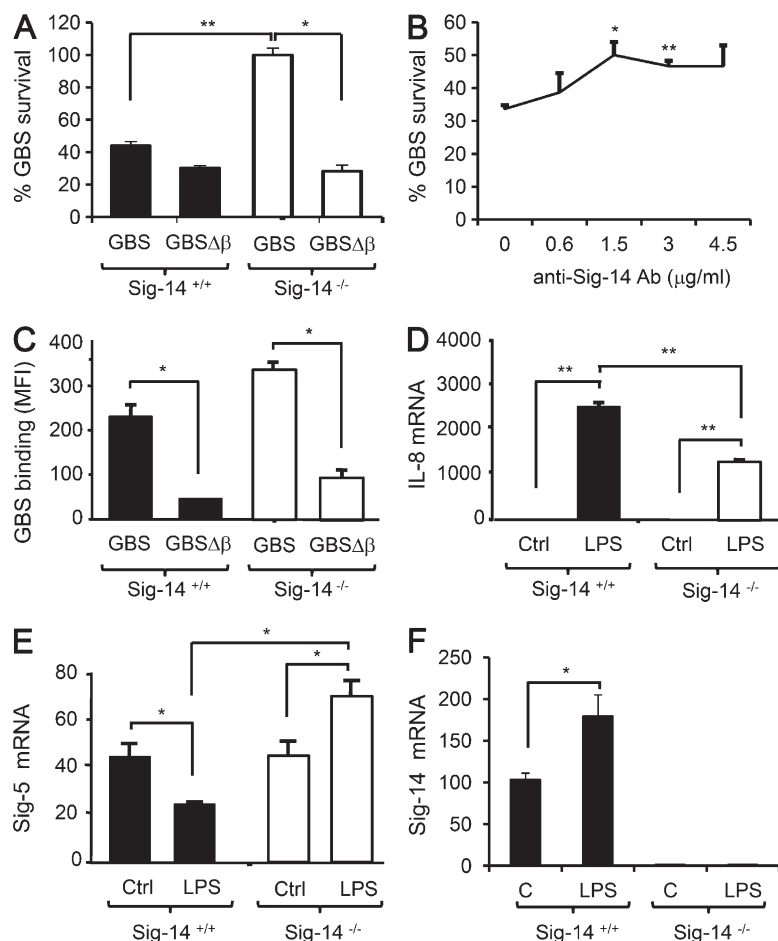 A
% GBS survival
120
100
80
60
40
20
0
**
*
GBS
GBSΔβ
GBS
GBSΔβ
Sig-14 +/+
Sig-14 -/-
B
% GBS survival
60
50
40
30
20
10
0
*
**
0
0.6
1.5
3
4.5
anti-Sig-14 Ab (μg/ml)
C
GBS binding (MFI)
400
300
200
100
0
*
*
GBS
GBSΔβ
GBS
GBSΔβ
Sig-14 +/+
Sig-14 -/-
D
IL-8 mRNA
4000
3000
2000
1000
0
**
**
**
Ctrl
LPS
Ctrl
LPS
Sig-14 +/+
Sig-14 -/-
E
Sig-5 mRNA
80
60
40
20
0
*
*
*
Ctrl
LPS
Ctrl
LPS
Sig-14 +/+
Sig-14 -/-
F
Sig-14 mRNA
250
200
150
100
50
0
*
C
LPS
C
LPS
Sig-14 +/+
Sig-14 -/-